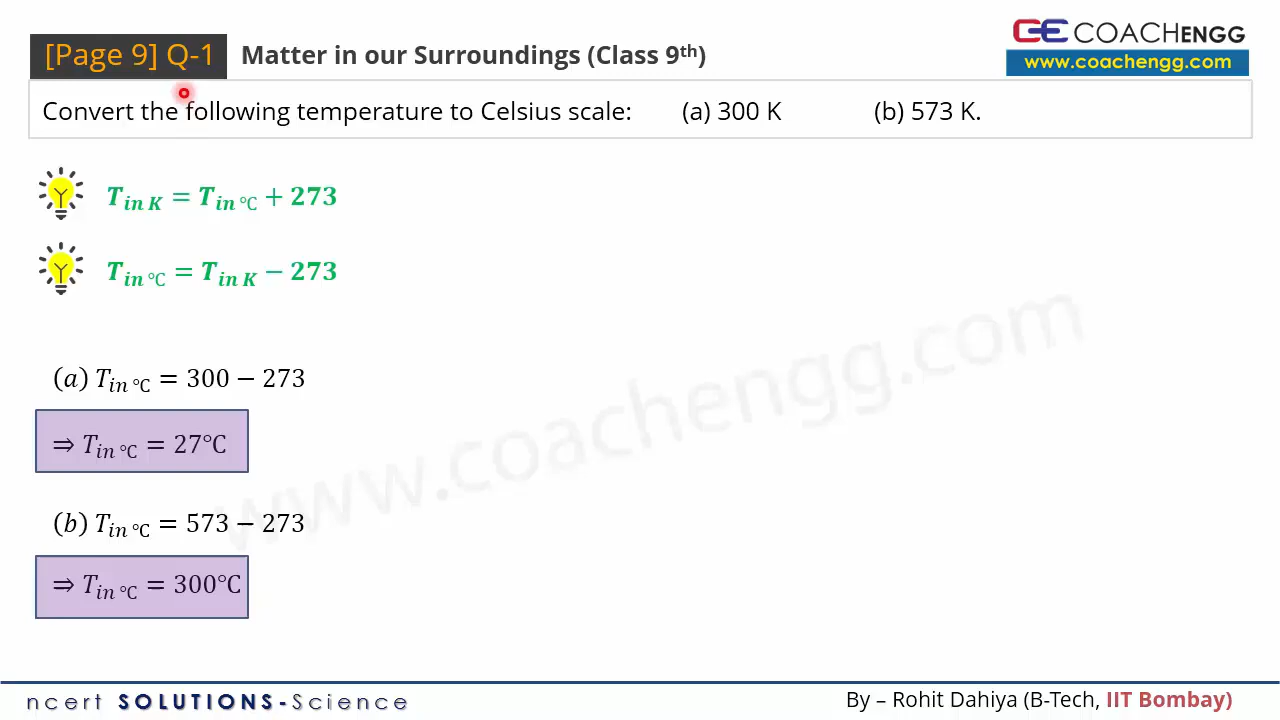 [Page 9] Q-1
Matter in our Surroundings (Class 9th)
CE COACHENGG
www.coachengg.com
Convert the following temperature to Celsius scale: (a) 300 K (b) 573 K.
T in K = T in °C + 273
T in °C = T in K − 273
(a) T in °C = 300 − 273
⇒ T in °C = 27°C
(b) T in °C = 573 − 273
⇒ T in °C = 300°C
www.coachengg.com
ncert SOLUTIONS-Science
By – Rohit Dahiya (B-Tech, IIT Bombay)